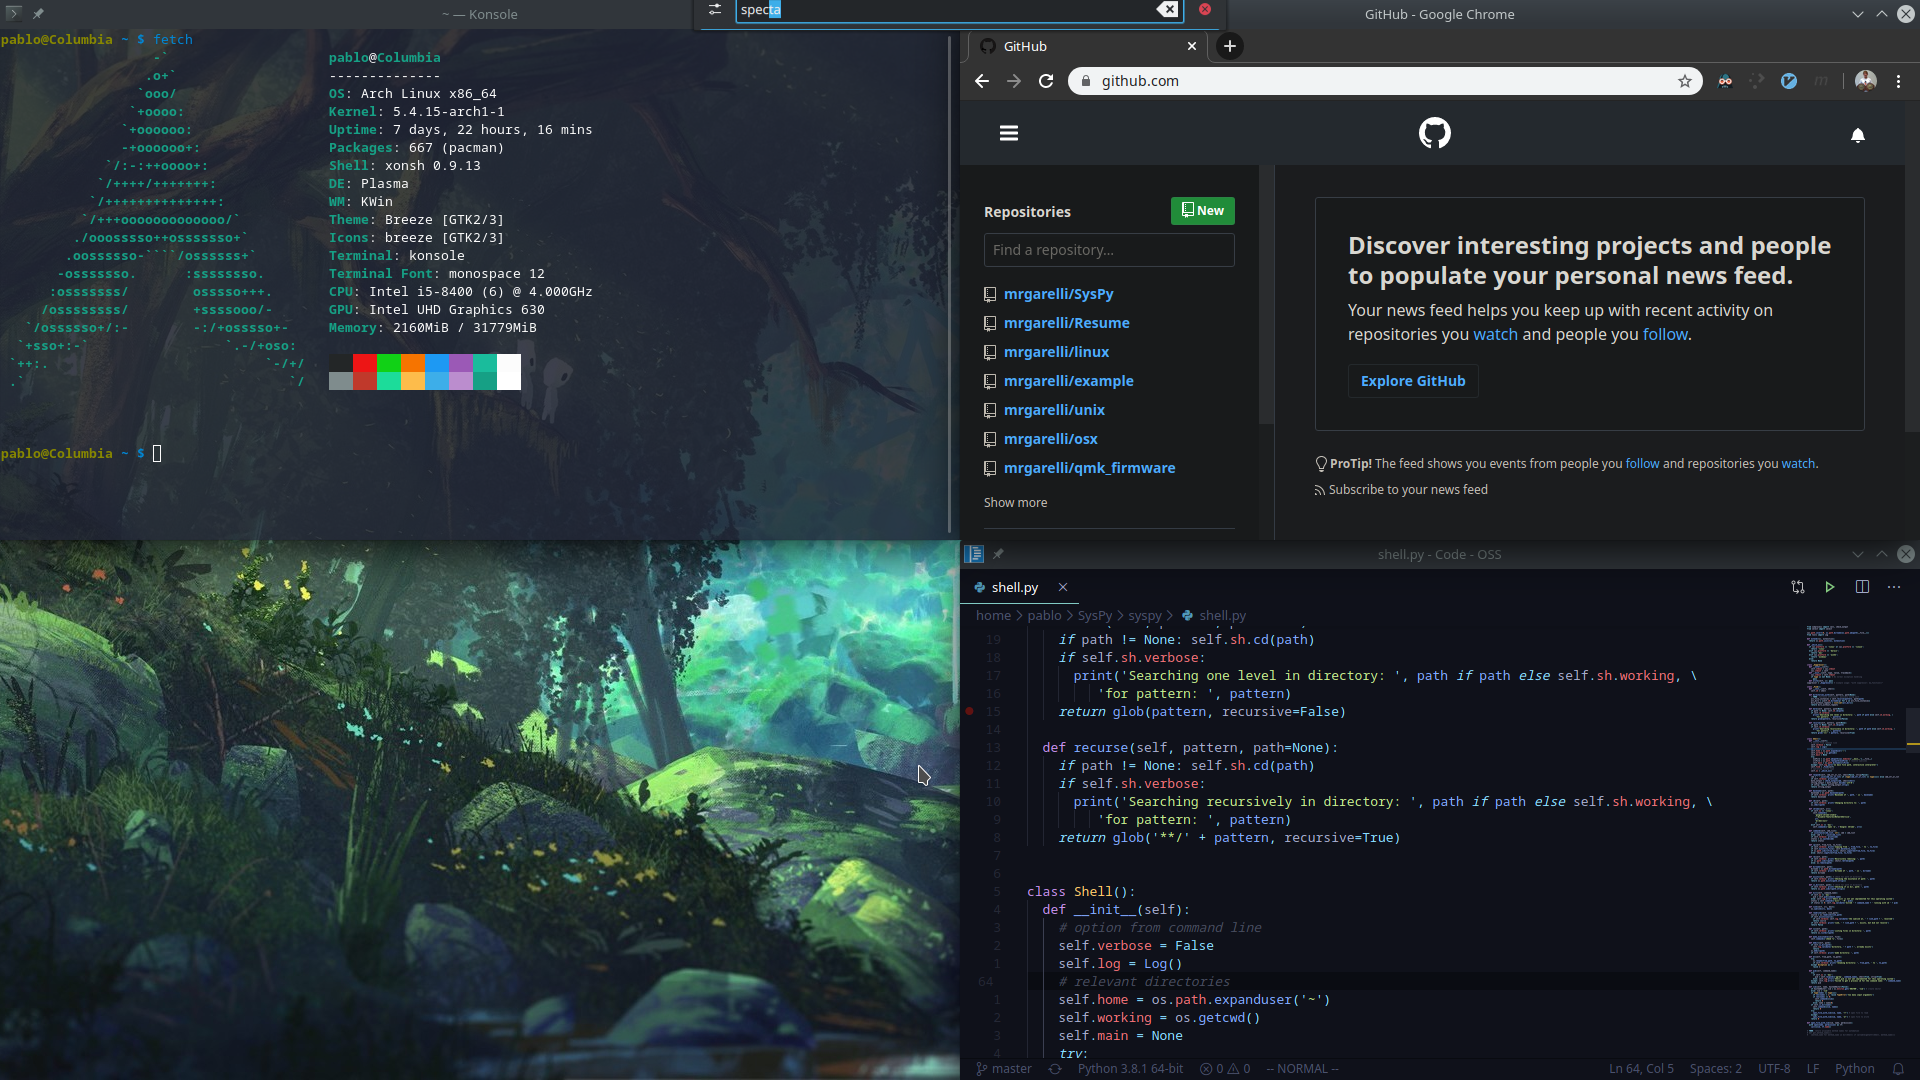 ~ — Konsole
specta
GitHub - Google Chrome
pablo@Columbia ~ $ fetch
pablo@Columbia
--------------
OS: Arch Linux x86_64
Kernel: 5.4.15-arch1-1
Uptime: 7 days, 22 hours, 16 mins
Packages: 667 (pacman)
Shell: xonsh 0.9.13
DE: Plasma
WM: KWin
Theme: Breeze [GTK2/3]
Icons: breeze [GTK2/3]
Terminal: konsole
Terminal Font: monospace 12
CPU: Intel i5-8400 (6) @ 4.000GHz
GPU: Intel UHD Graphics 630
Memory: 2160MiB / 31779MiB
pablo@Columbia ~ $
GitHub
github.com
Repositories
New
Find a repository...
mrgarelli/SysPy
mrgarelli/Resume
mrgarelli/linux
mrgarelli/example
mrgarelli/unix
mrgarelli/osx
mrgarelli/qmk_firmware
Show more
Discover interesting projects and people
to populate your personal news feed.
Your news feed helps you keep up with recent activity on
repositories you watch and people you follow.
Explore GitHub
ProTip! The feed shows you events from people you follow and repositories you watch.
Subscribe to your news feed
shell.py - Code - OSS
shell.py
home > pablo > SysPy > syspy > shell.py
19 if path != None: self.sh.cd(path)
18 if self.sh.verbose:
17 print('Searching one level in directory: ', path if path else self.sh.working, \
16 'for pattern: ', pattern)
15 return glob(pattern, recursive=False)
14
13 def recurse(self, pattern, path=None):
12 if path != None: self.sh.cd(path)
11 if self.sh.verbose:
10 print('Searching recursively in directory: ', path if path else self.sh.working, \
9 'for pattern: ', pattern)
8 return glob('**/' + pattern, recursive=True)
7
6
5 class Shell():
4 def __init__(self):
3 # option from command line
2 self.verbose = False
1 self.log = Log()
64 # relevant directories
1 self.home = os.path.expanduser('~')
2 self.working = os.getcwd()
3 self.main = None
4 try:
master Python 3.8.1 64-bit 0 0 -- NORMAL -- Ln 64, Col 5 Spaces: 2 UTF-8 LF Python